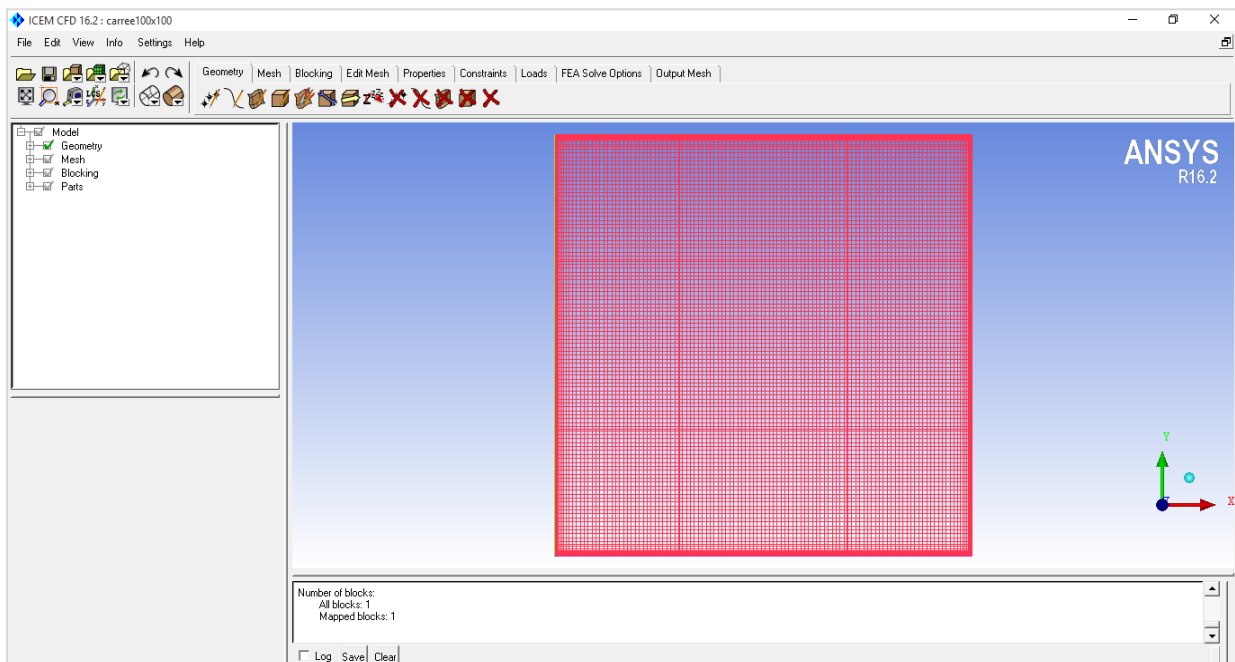 ICEM CFD 16.2 : carree100x100
File Edit View Info Settings Help
Geometry Mesh Blocking Edit Mesh Properties Constraints Loads FEA Solve Options Output Mesh
Model
Geometry
Mesh
Blocking
Parts
ANSYS
R16.2
Y
X
Number of blocks:
All blocks: 1
Mapped blocks: 1
Log Save Clear